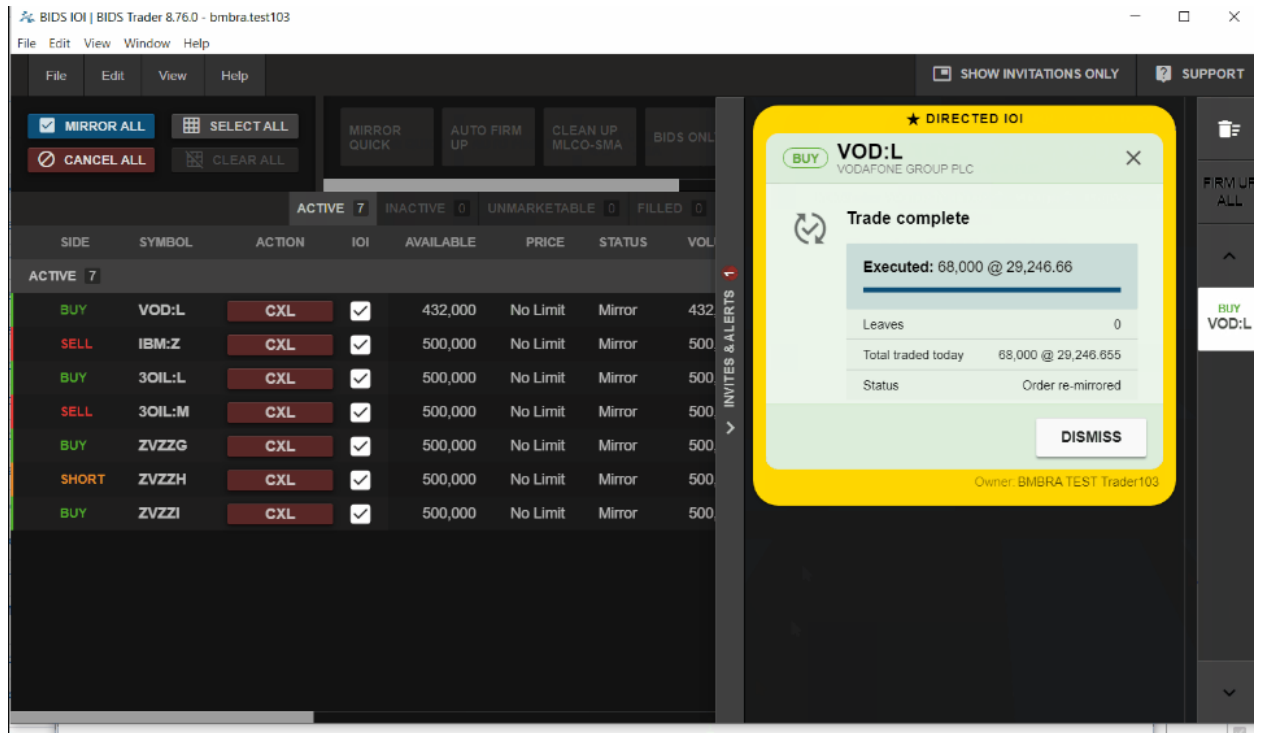 BIDS IOI | BIDS Trader 8.76.0 - bmbra.test103
File Edit View Window Help
File Edit View Help
SHOW INVITATIONS ONLY
SUPPORT
MIRROR ALL
SELECT ALL
CANCEL ALL
CLEAR ALL
MIRROR QUICK
AUTO FIRM UP
CLEAN UP MLCO-SMA
BIDS ONL
ACTIVE 7 INACTIVE 0 UNMARKETABLE 0 FILLED 0
SIDE SYMBOL ACTION IOI AVAILABLE PRICE STATUS VOL
ACTIVE 7
BUY VOD:L CXL 432,000 No Limit Mirror 432,
SELL IBM:Z CXL 500,000 No Limit Mirror 500,
BUY 3OIL:L CXL 500,000 No Limit Mirror 500,
SELL 3OIL:M CXL 500,000 No Limit Mirror 500,
BUY ZVZZG CXL 500,000 No Limit Mirror 500,
SHORT ZVZZH CXL 500,000 No Limit Mirror 500,
BUY ZVZZI CXL 500,000 No Limit Mirror 500,
INVITES & ALERTS 1
DIRECTED IOI
BUY VOD:L
VODAFONE GROUP PLC
Trade complete
Executed: 68,000 @ 29,246.66
Leaves 0
Total traded today 68,000 @ 29,246.655
Status Order re-mirrored
DISMISS
Owner: BMBRA TEST Trader103
FIRM UP
ALL
BUY
VOD:L